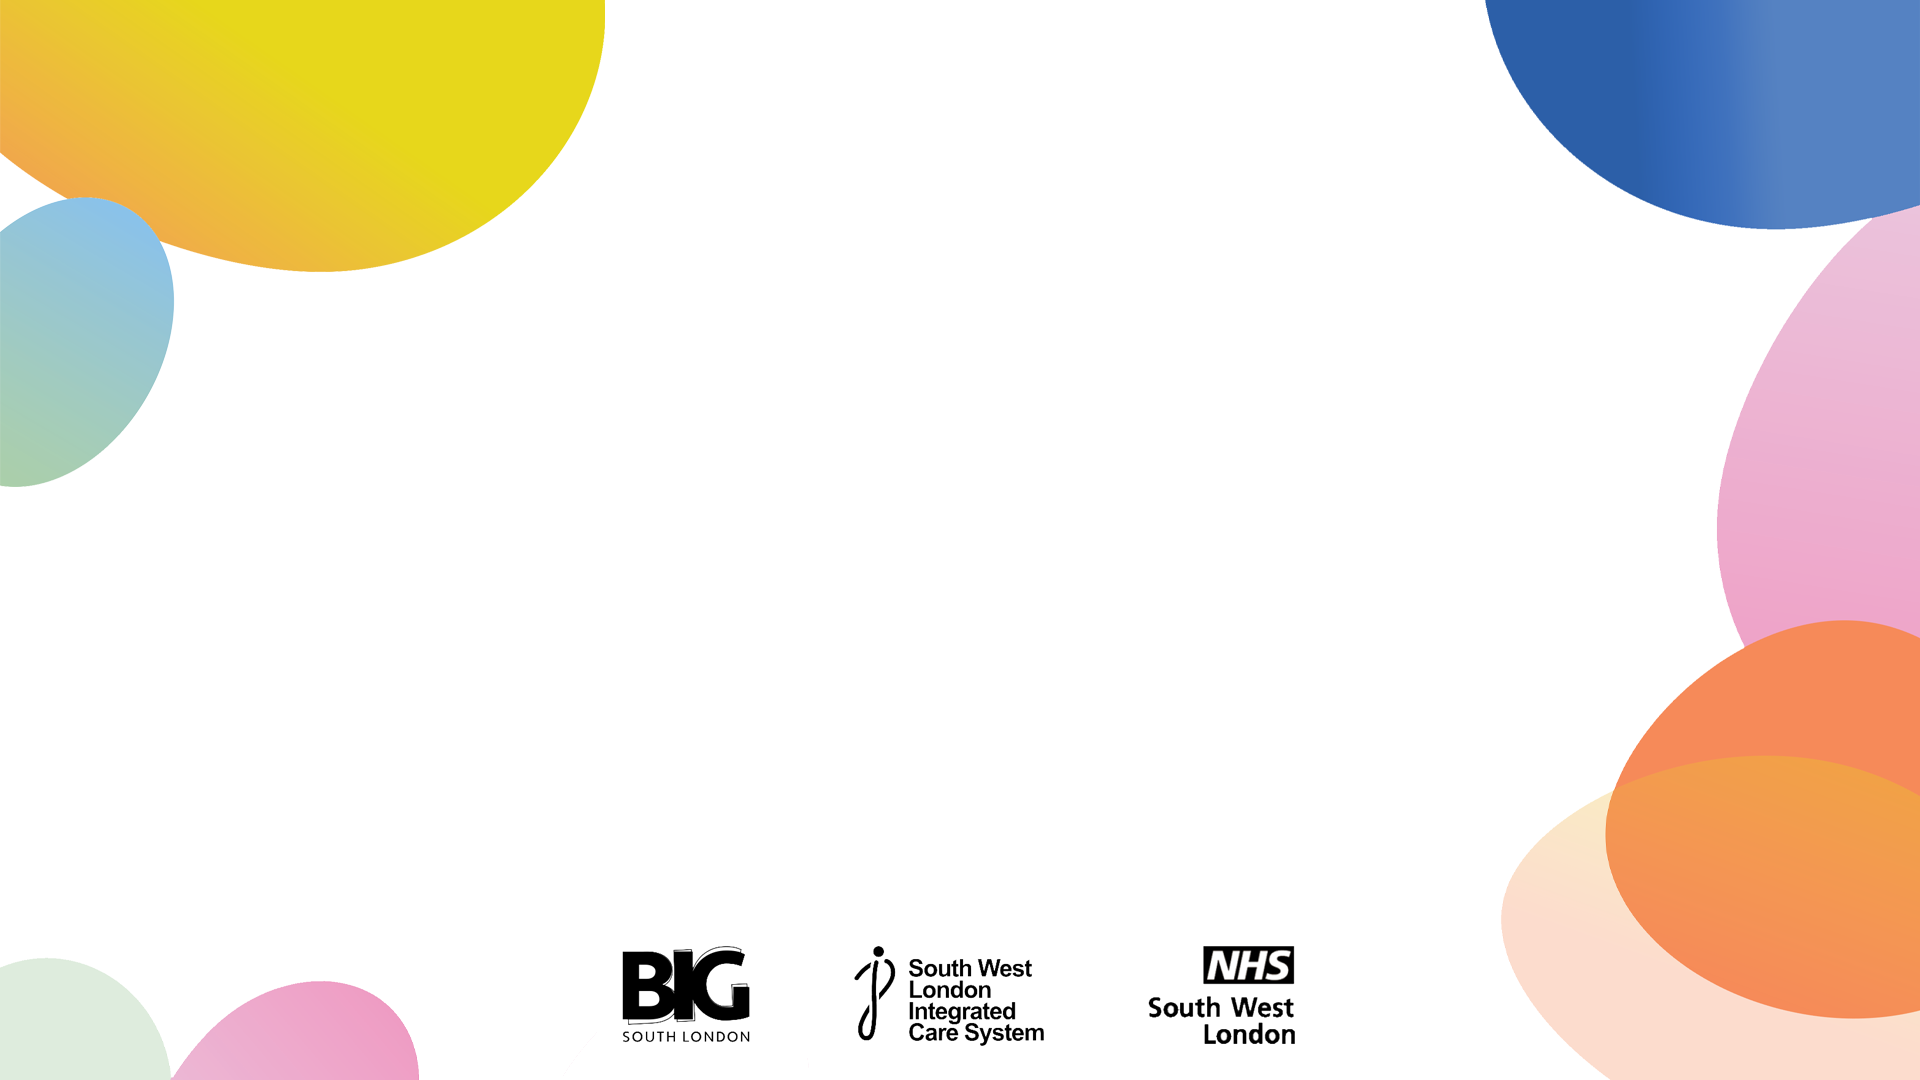 BIG
SOUTH LONDON
South West
London
Integrated
Care System
NHS
South West
London